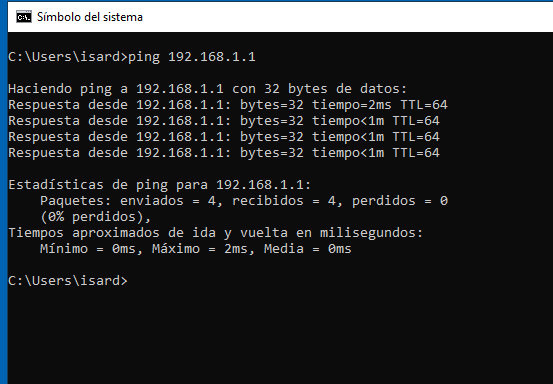 Símbolo del sistema
C:\Users\isard>ping 192.168.1.1
Haciendo ping a 192.168.1.1 con 32 bytes de datos:
Respuesta desde 192.168.1.1: bytes=32 tiempo=2ms TTL=64
Respuesta desde 192.168.1.1: bytes=32 tiempo<1m TTL=64
Respuesta desde 192.168.1.1: bytes=32 tiempo<1m TTL=64
Respuesta desde 192.168.1.1: bytes=32 tiempo<1m TTL=64
Estadísticas de ping para 192.168.1.1:
Paquetes: enviados = 4, recibidos = 4, perdidos = 0
(0% perdidos),
Tiempos aproximados de ida y vuelta en milisegundos:
Mínimo = 0ms, Máximo = 2ms, Media = 0ms
C:\Users\isard>